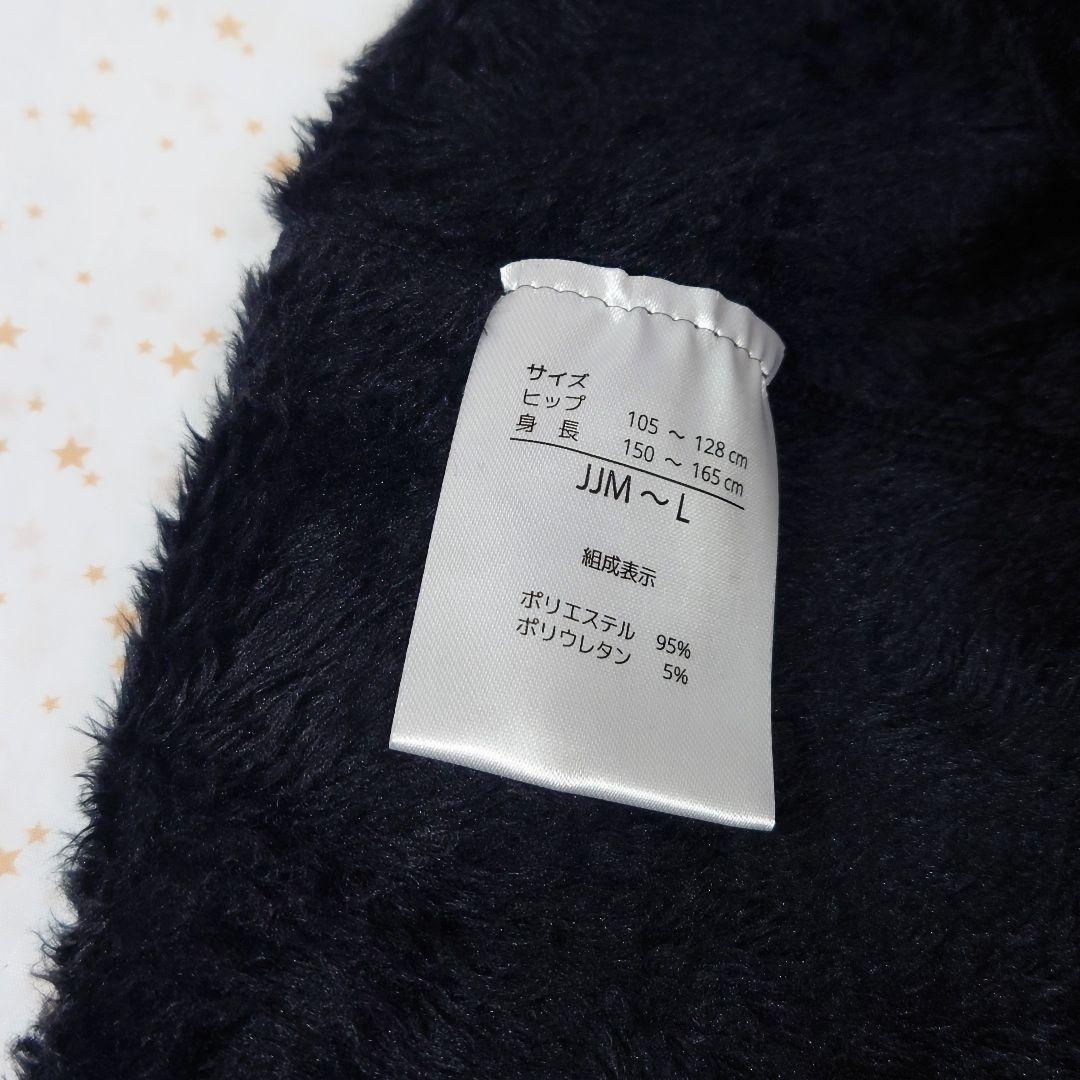 サイズ
ヒップ 105 ～ 128 cm
身 長 150 ～ 165 cm
JJM ～ L
組成表示
ポリエステル 95%
ポリウレタン 5%